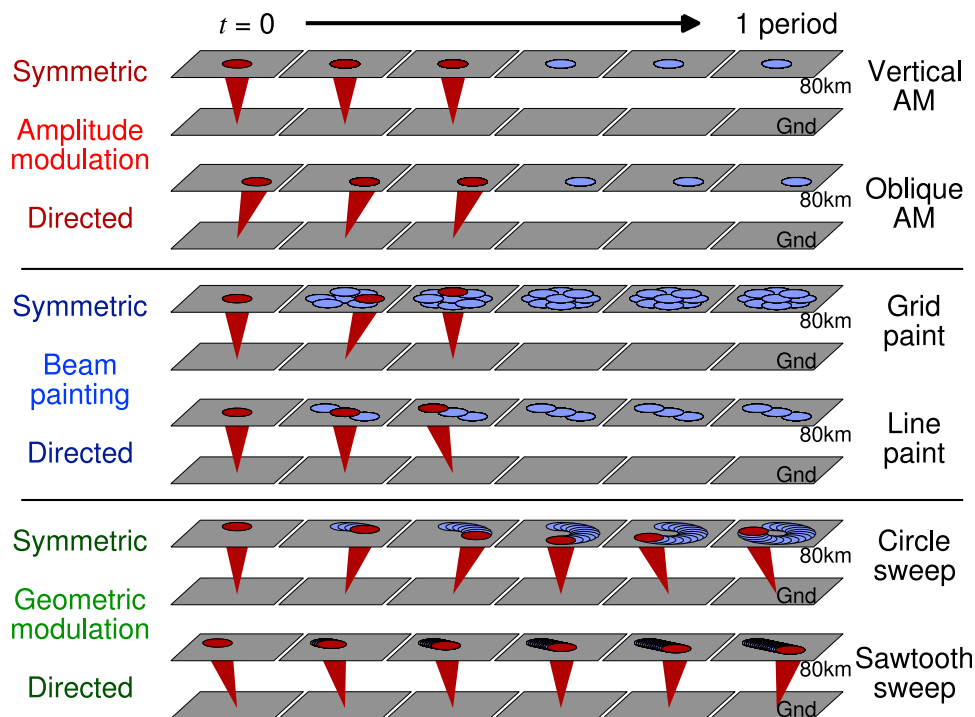 t = 0
1 period
Symmetric
Amplitude
modulation
Directed
80km
Gnd
Vertical
AM
80km
Gnd
Oblique
AM
Symmetric
Beam
painting
Directed
80km
Gnd
Grid
paint
80km
Gnd
Line
paint
Symmetric
Geometric
modulation
Directed
80km
Gnd
Circle
sweep
80km
Gnd
Sawtooth
sweep